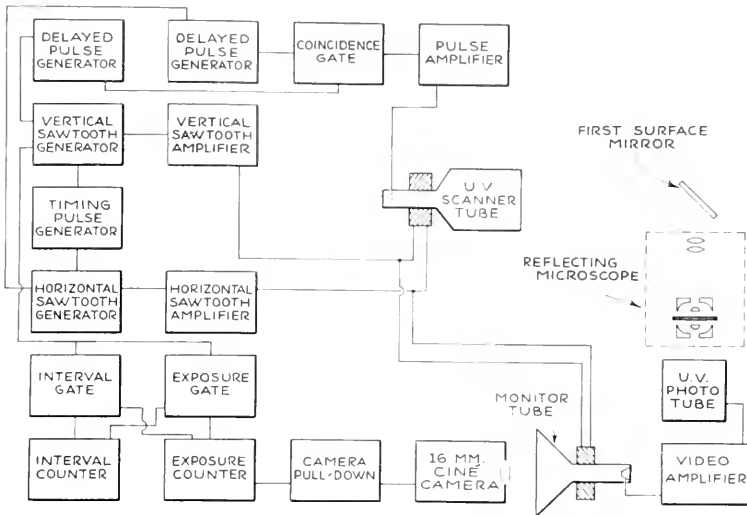 DELAYED
PULSE
GENERATOR
DELAYED
PULSE
GENERATOR
COINCIDENCE
GATE
PULSE
AMPLIFIER
VERTICAL
SAWTOOTH
GENERATOR
VERTICAL
SAWTOOTH
AMPLIFIER
FIRST SURFACE
MIRROR
U V
SCANNER
TUBE
TIMING
PULSE
GENERATOR
REFLECTING
MICROSCOPE
HORIZONTAL
SAWTOOTH
GENERATOR
HORIZONTAL
SAWTOOTH
AMPLIFIER
INTERVAL
GATE
EXPOSURE
GATE
MONITOR
TUBE
U.V.
PHOTO
TUBE
INTERVAL
COUNTER
EXPOSURE
COUNTER
CAMERA
PULL-DOWN
16 MM.
CINE
CAMERA
VIDEO
AMPLIFIER